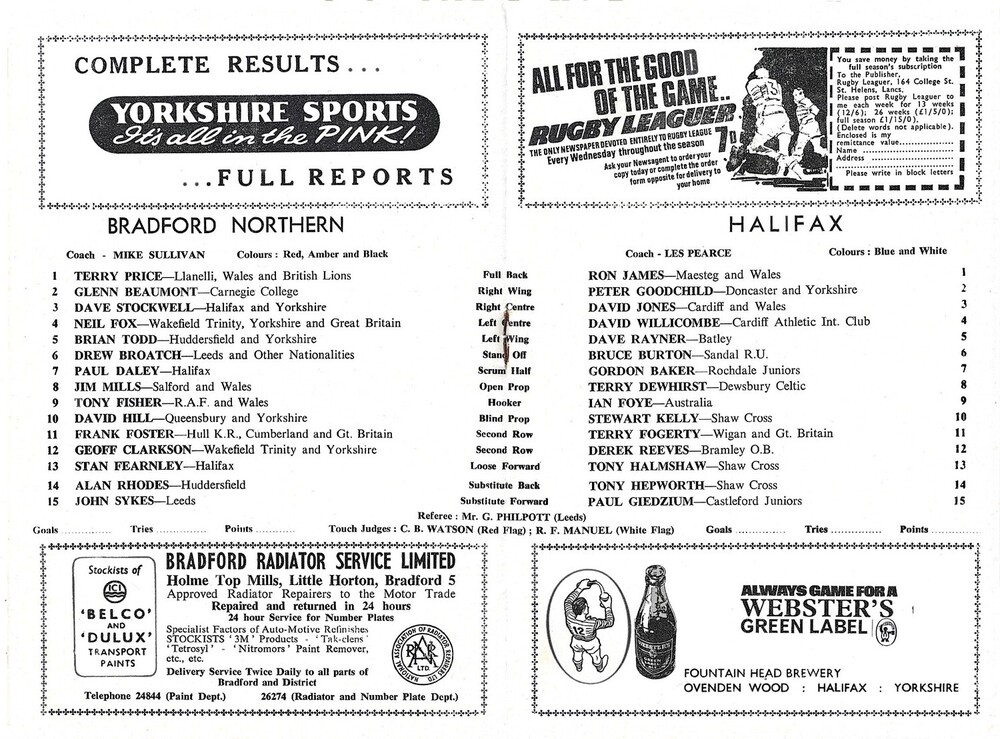 COMPLETE RESULTS...
YORKSHIRE SPORTS
It's all in the PINK!
...FULL REPORTS
ALL FOR THE GOOD
OF THE GAME..
RUGBY LEAGUER 7D
THE ONLY NEWSPAPER DEVOTED ENTIRELY TO RUGBY LEAGUE
Every Wednesday throughout the season
Ask your Newsagent to order your
copy today or complete the order
form opposite for delivery to
your home
You save money by taking the
full season's subscription
To the Publisher,
Rugby Leaguer, 164 College St.
St. Helens, Lancs.
Please post Rugby Leaguer to
me each week for 13 weeks
(12/6); 26 weeks (£1/5/0);
full season £1/15/0).
(Delete words not applicable).
Enclosed is my
remittance value................
Name ................
Address ................
Please write in block letters
BRADFORD NORTHERN
HALIFAX
Coach - MIKE SULLIVAN Colours : Red, Amber and Black
Coach - LES PEARCE Colours : Blue and White
1 TERRY PRICE—Llanelli, Wales and British Lions Full Back RON JAMES—Maesteg and Wales 1
2 GLENN BEAUMONT—Carnegie College Right Wing PETER GOODCHILD—Doncaster and Yorkshire 2
3 DAVE STOCKWELL—Halifax and Yorkshire Right Centre DAVID JONES—Cardiff and Wales 3
4 NEIL FOX—Wakefield Trinity, Yorkshire and Great Britain Left Centre DAVID WILLICOMBE—Cardiff Athletic Int. Club 4
5 BRIAN TODD—Huddersfield and Yorkshire Left Wing DAVE RAYNER—Batley 5
6 DREW BROATCH—Leeds and Other Nationalities Stand Off BRUCE BURTON—Sandal R.U. 6
7 PAUL DALEY—Halifax Scrum Half GORDON BAKER—Rochdale Juniors 7
8 JIM MILLS—Salford and Wales Open Prop TERRY DEWHIRST—Dewsbury Celtic 8
9 TONY FISHER—R.A.F. and Wales Hooker IAN FOYE—Australia 9
10 DAVID HILL—Queensbury and Yorkshire Blind Prop STEWART KELLY—Shaw Cross 10
11 FRANK FOSTER—Hull K.R., Cumberland and Gt. Britain Second Row TERRY FOGERTY—Wigan and Gt. Britain 11
12 GEOFF CLARKSON—Wakefield Trinity and Yorkshire Second Row DEREK REEVES—Bramley O.B. 12
13 STAN FEARNLEY—Halifax Loose Forward TONY HALMSHAW—Shaw Cross 13
14 ALAN RHODES—Huddersfield Substitute Back TONY HEPWORTH—Shaw Cross 14
15 JOHN SYKES—Leeds Substitute Forward PAUL GIEDZIUM—Castleford Juniors 15
Referee : Mr. G. PHILPOTT (Leeds)
Goals ............ Tries ............ Points ............ Touch Judges : C. B. WATSON (Red Flag) ; R. F. MANUEL (White Flag) Goals ............ Tries ............ Points ............
Stockists of
ICI
'BELCO'
AND
'DULUX'
TRANSPORT
PAINTS
BRADFORD RADIATOR SERVICE LIMITED
Holme Top Mills, Little Horton, Bradford 5
Approved Radiator Repairers to the Motor Trade
Repaired and returned in 24 hours
24 hour Service for Number Plates
Specialist Factors of Auto-Motive Refinishes
STOCKISTS '3M' Products - 'Tak-clens'
'Tetrosyl' - 'Nitromors' Paint Remover,
etc., etc.
Delivery Service Twice Daily to all parts of
Bradford and District
NATIONAL ASSOCIATION OF RADIATOR REPAIRERS LTD.
Telephone 24844 (Paint Dept.) 26274 (Radiator and Number Plate Dept.)
12
ALWAYS GAME FOR A
WEBSTER'S
GREEN LABEL
FOUNTAIN HEAD BREWERY
OVENDEN WOOD : HALIFAX : YORKSHIRE